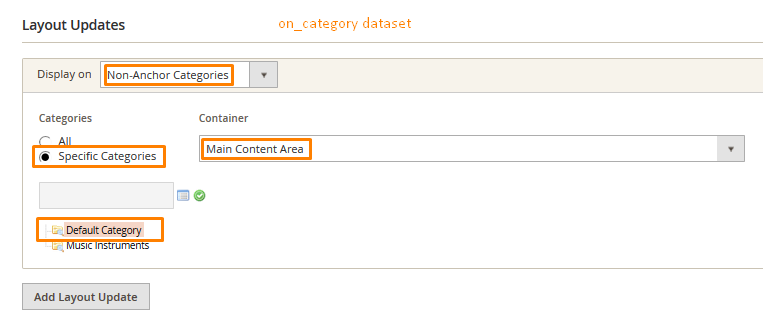 Layout Updates on_category dataset
Display on Non-Anchor Categories
Categories Container
All
Specific Categories Main Content Area
Default Category
Music Instruments
Add Layout Update